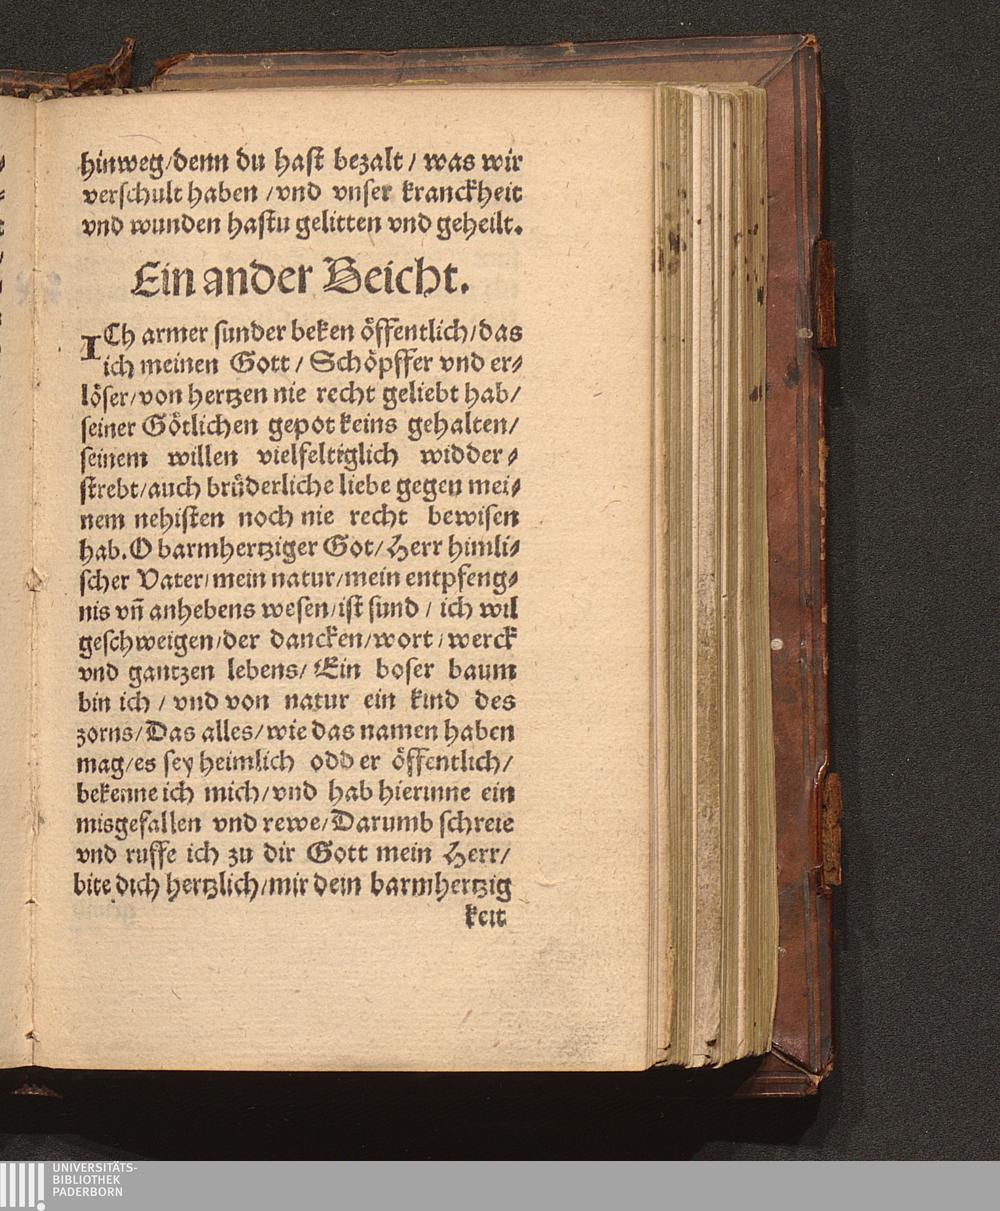 hinweg/denn du hast bezalt / was wir
verschult haben /vnd vnser kranckheit
vnd wunden hastu gelitten vnd geheilt.
Ein ander Beicht.
ICh armer sunder beken öffentlich/das
ich meinen Gott / Schöpffer vnd er⸗
löser/von hertzen nie recht geliebt hab/
seiner Götlichen gepot keins gehalten/
seinem willen vielfeltiglich widder⸗
strebt/auch brüderliche liebe gegen mei⸗
nem nehisten noch nie recht bewisen
hab. O barmhertziger Got/Herr himli⸗
scher Vater/mein natur/mein entpfeng⸗
nis vñ anhebens wesen/ist sund / ich wil
geschweigen/der dancken/wort/werck
vnd gantzen lebens/Ein boser baum
bin ich / vnd von natur ein kind des
zorns/Das alles/wie das namen haben
mag/es sey heimlich odder öffentlich/
bekenne ich mich/vnd hab hierinne ein
misgefallen vnd rewe/Darumb schreie
vnd ruffe ich zu dir Gott mein Herr/
bite dich hertzlich/mir dein barmhertzig
keit
UNIVERSITÄTS-
BIBLIOTHEK
PADERBORN